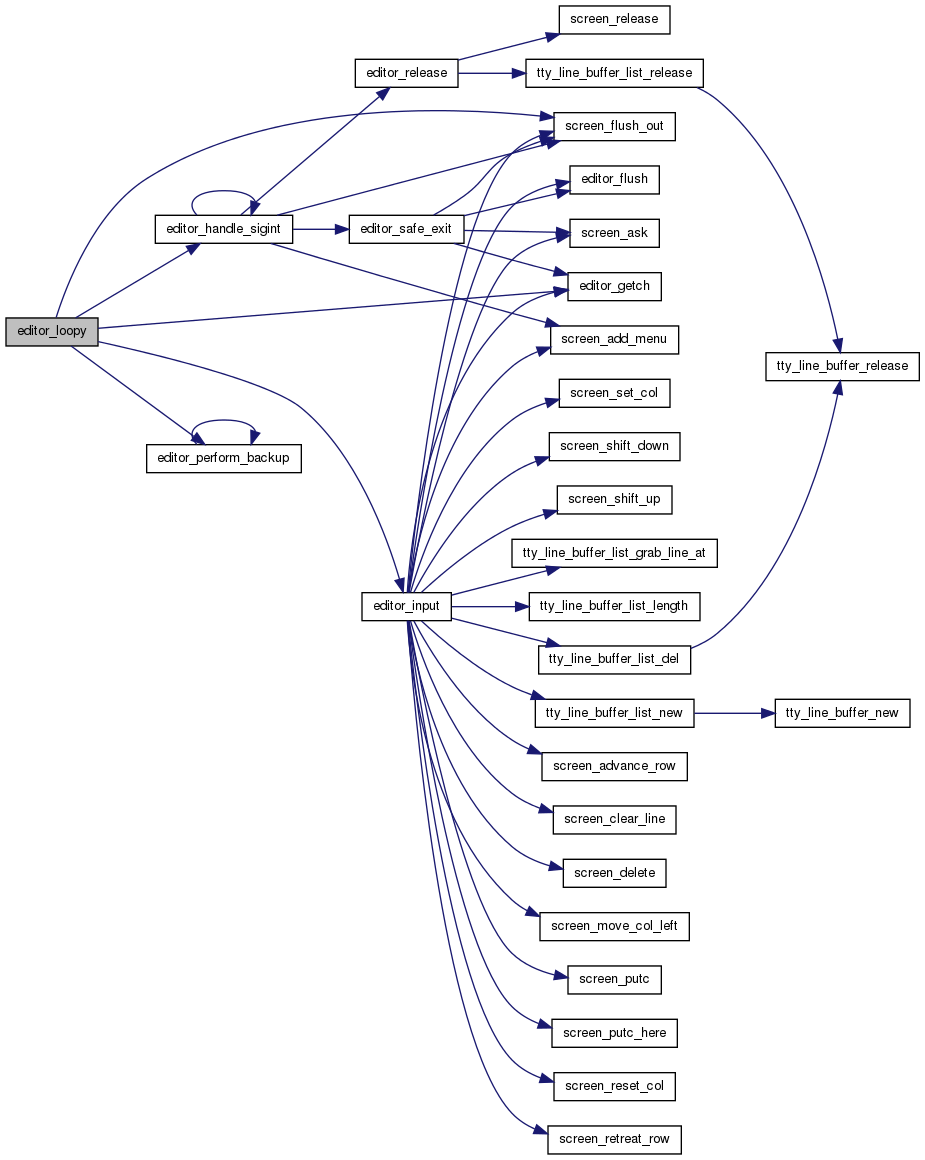 screen_release
editor_release
tty_line_buffer_list_release
screen_flush_out
editor_flush
editor_handle_sigint
editor_safe_exit
screen_ask
editor_getch
editor_loopy
screen_add_menu
tty_line_buffer_release
screen_set_col
screen_shift_down
editor_perform_backup
screen_shift_up
tty_line_buffer_list_grab_line_at
editor_input
tty_line_buffer_list_length
tty_line_buffer_list_del
tty_line_buffer_list_new
tty_line_buffer_new
screen_advance_row
screen_clear_line
screen_delete
screen_move_col_left
screen_putc
screen_putc_here
screen_reset_col
screen_retreat_row